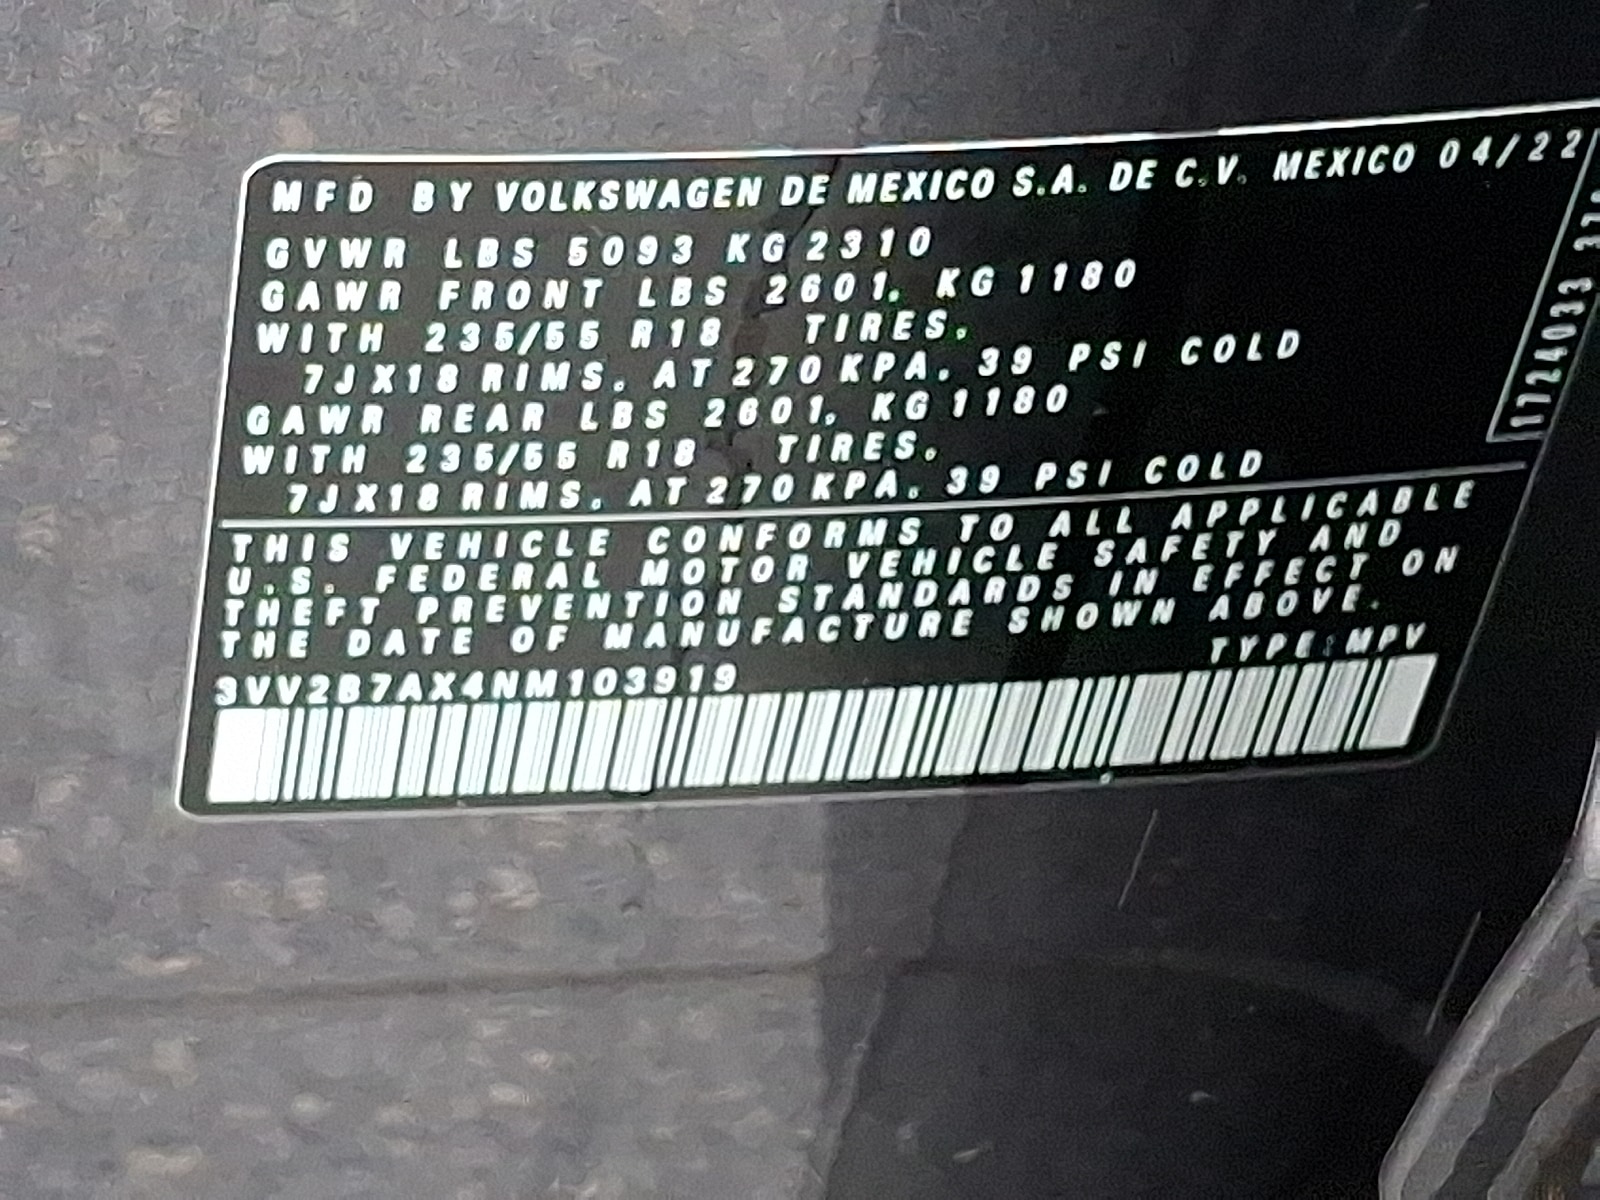 MFD BY VOLKSWAGEN DE MEXICO S.A. DE C.V. MEXICO 04/22
GVWR LBS 5093 KG 2310
GAWR FRONT LBS 2601. KG 1180
WITH 235/55 R18 TIRES.
7JX18 RIMS. AT 270 KPA. 39 PSI COLD
GAWR REAR LBS 2601. KG 1180
WITH 235/55 R18 TIRES.
7JX18 RIMS. AT 270 KPA. 39 PSI COLD
THIS VEHICLE CONFORMS TO ALL APPLICABLE
U.S. FEDERAL MOTOR VEHICLE SAFETY AND
THEFT PREVENTION STANDARDS IN EFFECT ON
THE DATE OF MANUFACTURE SHOWN ABOVE.
TYPE: MPV
3VV2B7AX4NM103919
1724033